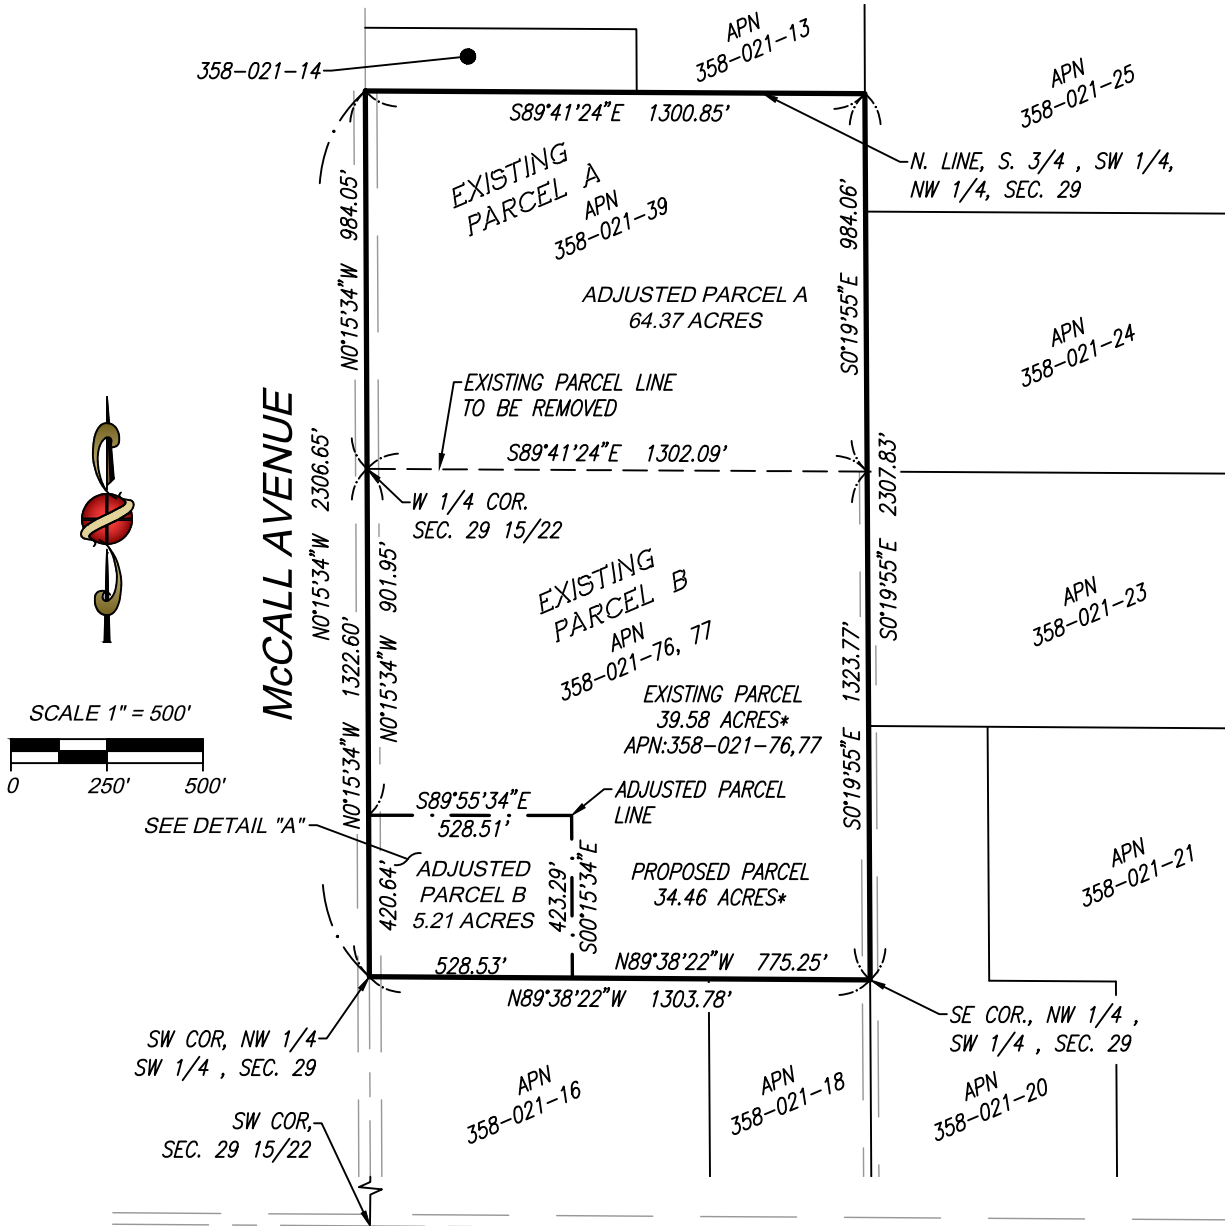 APN
358-021-13
358-021-14
APN
358-021-25
S89°41'24"E 1300.85'
N. LINE, S. 3/4 , SW 1/4,
NW 1/4, SEC. 29
EXISTING
PARCEL A
APN
358-021-39
N0°15'34"W 984.05'
S0°19'55"E 984.06'
ADJUSTED PARCEL A
64.37 ACRES
APN
358-021-24
EXISTING PARCEL LINE
TO BE REMOVED
S89°41'24"E 1302.09'
McCALL AVENUE
N0°15'34"W 2306.65'
S0°19'55"E 2307.83'
W 1/4 COR.
SEC. 29 15/22
N0°15'34"W 1322.60'
N0°15'34"W 901.95'
EXISTING
PARCEL B
APN
358-021-76, 77
APN
358-021-23
EXISTING PARCEL
39.58 ACRES*
APN:358-021-76,77
S0°19'55"E 1323.77'
SCALE 1" = 500'
0 250' 500'
S89°55'34"E
528.51'
ADJUSTED PARCEL
LINE
SEE DETAIL "A"
ADJUSTED
PARCEL B
5.21 ACRES
420.64'
423.29'
S00°15'34"E
PROPOSED PARCEL
34.46 ACRES*
APN
358-021-21
528.53'
N89°38'22"W 775.25'
N89°38'22"W 1303.78'
SW COR, NW 1/4
SW 1/4 , SEC. 29
SE COR., NW 1/4 ,
SW 1/4 , SEC. 29
APN
358-021-16
APN
358-021-18
APN
358-021-20
SW COR,
SEC. 29 15/22